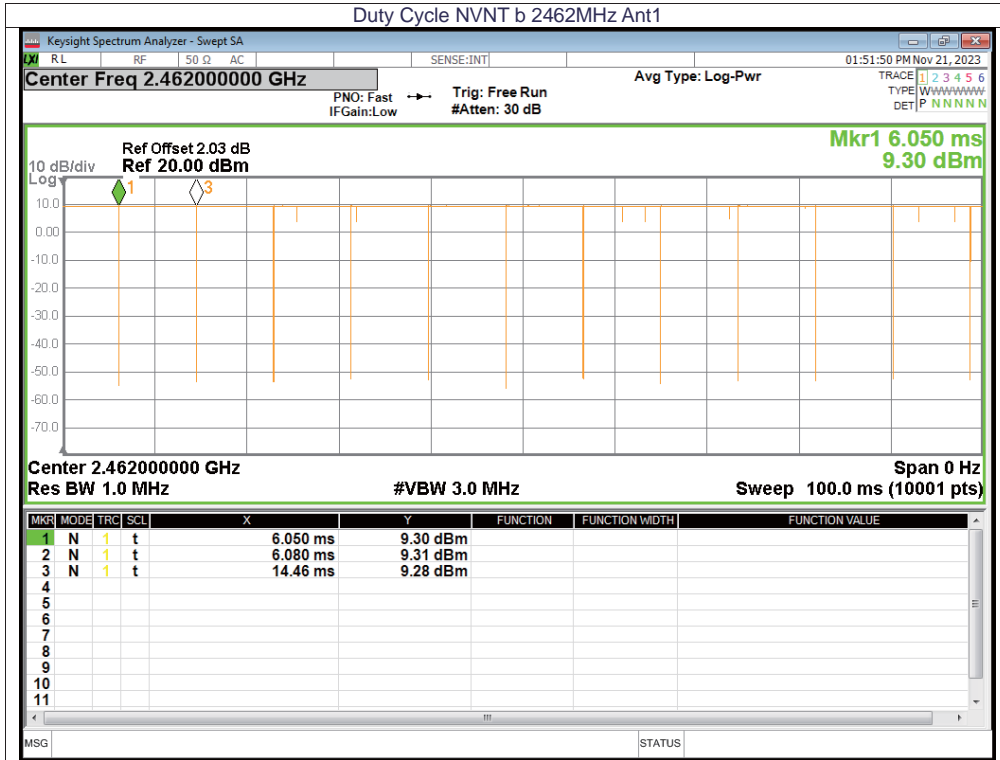 Duty Cycle NVNT b 2462MHz Ant1
Keysight Spectrum Analyzer - Swept SA
LXI RL RF 50 Ω AC SENSE:INT 01:51:50 PM Nov 21, 2023
Center Freq 2.462000000 GHz Avg Type: Log-Pwr TRACE 1 2 3 4 5 6
PNO: Fast Trig: Free Run TYPE WWWWWWW
IFGain:Low #Atten: 30 dB DET P N N N N N
Mkr1 6.050 ms
9.30 dBm
Ref Offset 2.03 dB
10 dB/div Ref 20.00 dBm
Log
1 3
10.0
0.00
-10.0
-20.0
-30.0
-40.0
-50.0
-60.0
-70.0
Center 2.462000000 GHz Span 0 Hz
Res BW 1.0 MHz #VBW 3.0 MHz Sweep 100.0 ms (10001 pts)
MKR MODE TRC SCL X Y FUNCTION FUNCTION WIDTH FUNCTION VALUE
1 N 1 t 6.050 ms 9.30 dBm
2 N 1 t 6.080 ms 9.31 dBm
3 N 1 t 14.46 ms 9.28 dBm
4
5
6
7
8
9
10
11
MSG STATUS